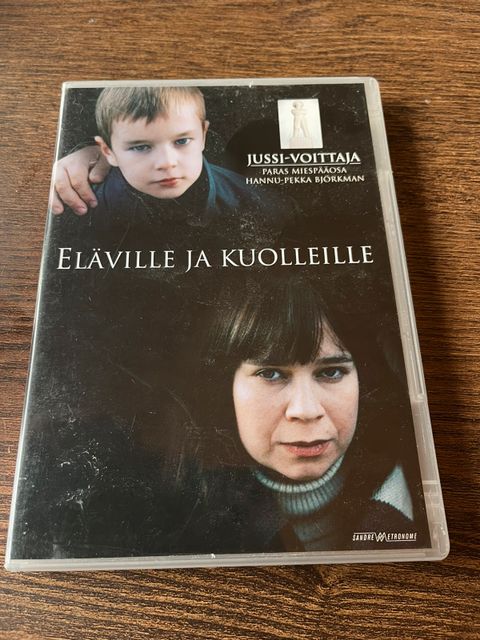 JUSSI-VOITTAJA
PARAS MIESPÄÄOSA
HANNU-PEKKA BJÖRKMAN
ELÄVILLE JA KUOLLEILLE
SANDREW METRONOME